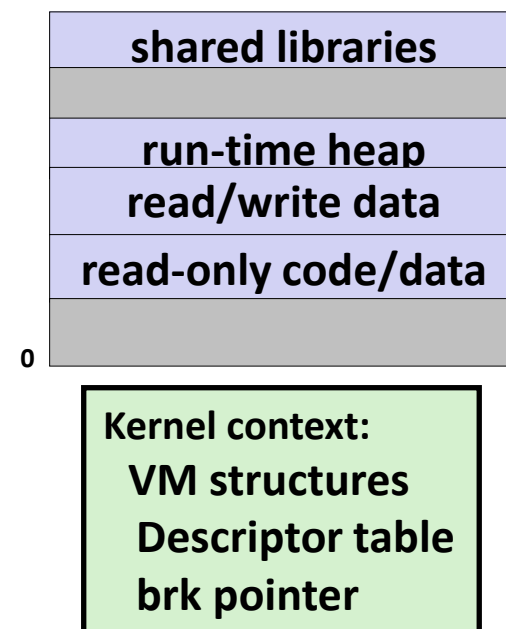 shared libraries
run-time heap
read/write data
read-only code/data
0
Kernel context:
VM structures
Descriptor table
brk pointer